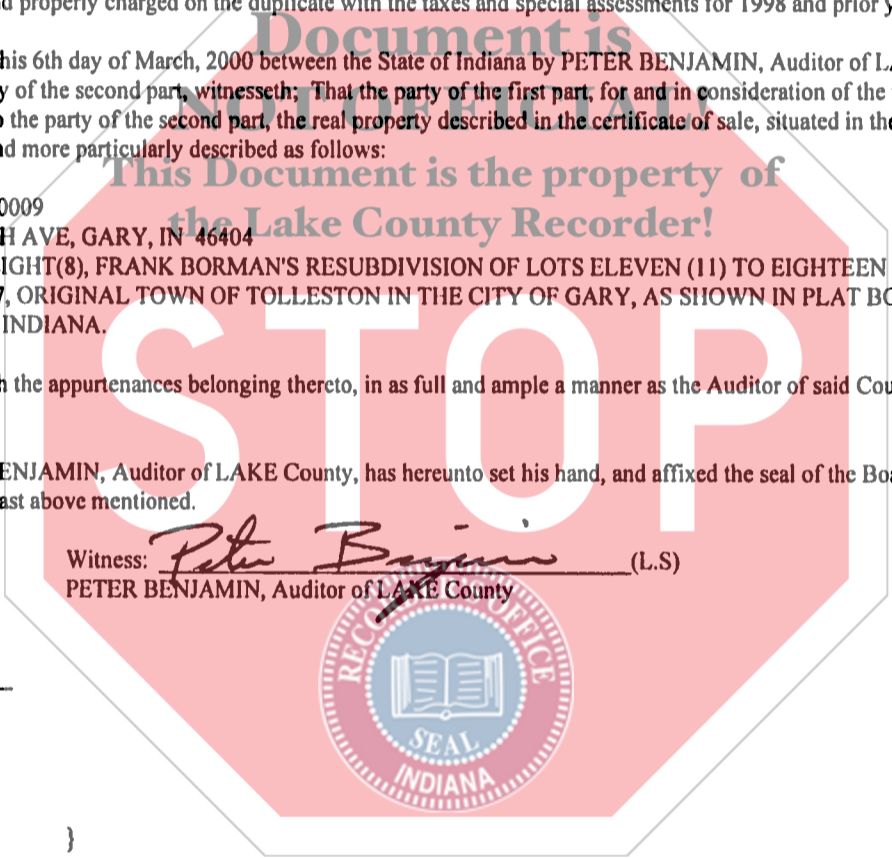 d properly charged on the duplicate with the taxes and special assessments for 1998 and prior y
Document is
his 6th day of March, 2000 between the State of Indiana by PETER BENJAMIN, Auditor of L
y of the second part, witnesseth; That the party of the first part, for and in consideration of the
NOT OFFICIAL
o the party of the second part, the real property described in the certificate of sale, situated in the
d more particularly described as follows:
This Document is the property of
the Lake County Recorder!
0009
H AVE, GARY, IN 46404
IGHT(8), FRANK BORMAN'S RESUBDIVISION OF LOTS ELEVEN (11) TO EIGHTEEN
7, ORIGINAL TOWN OF TOLLESTON IN THE CITY OF GARY, AS SHOWN IN PLAT BO
INDIANA.
STOP
h the appurtenances belonging thereto, in as full and ample a manner as the Auditor of said Cou
ENJAMIN, Auditor of LAKE County, has hereunto set his hand, and affixed the seal of the Boa
ast above mentioned.
Witness: Peter Benjamin (L.S)
PETER BENJAMIN, Auditor of LAKE County
RECORDER'S OFFICE
SEAL
INDIANA
}